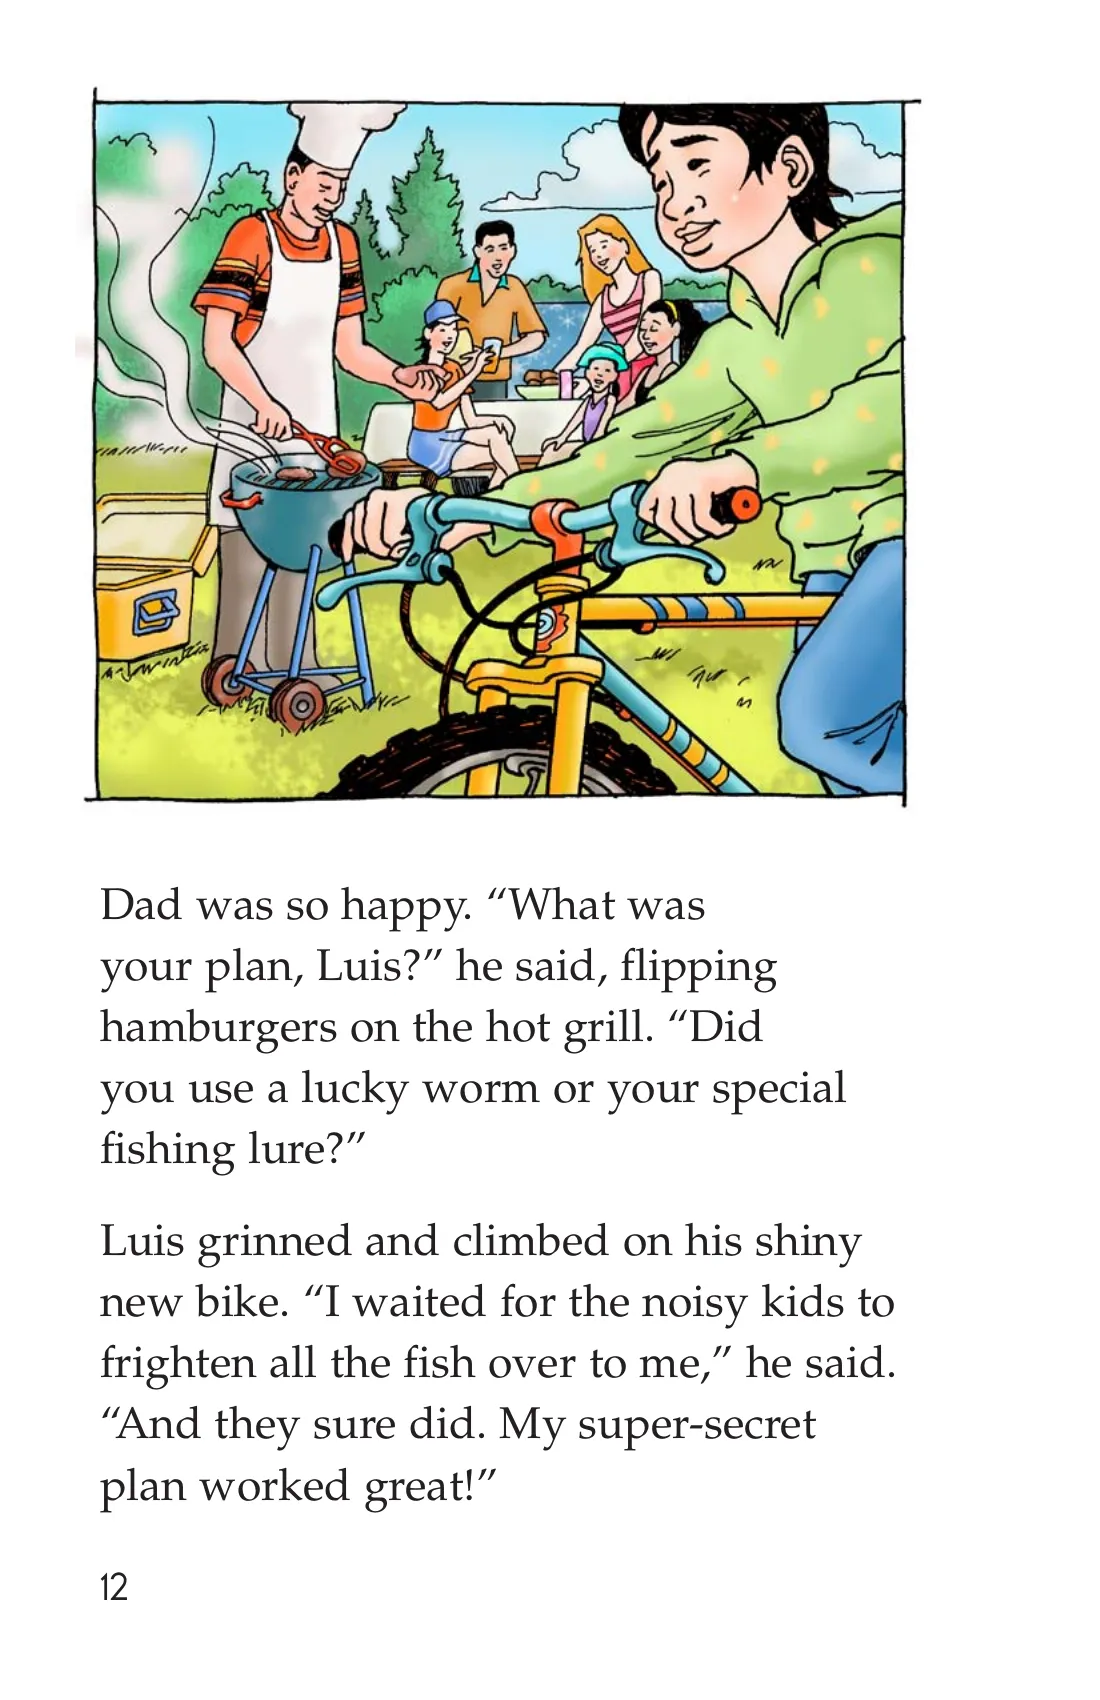 Dad was so happy. “What was
your plan, Luis?” he said, flipping
hamburgers on the hot grill. “Did
you use a lucky worm or your special
fishing lure?”
Luis grinned and climbed on his shiny
new bike. “I waited for the noisy kids to
frighten all the fish over to me,” he said.
“And they sure did. My super-secret
plan worked great!”
12